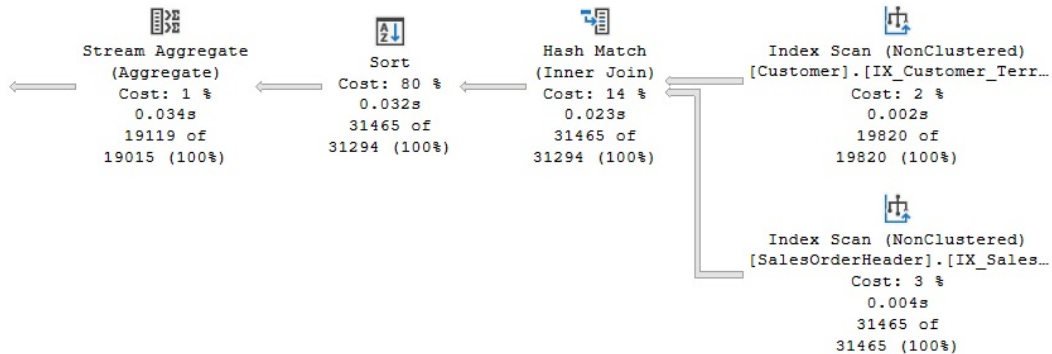 Stream Aggregate
(Aggregate)
Cost: 1 %
0.034s
19119 of
19015 (100%)
Sort
Cost: 80 %
0.032s
31465 of
31294 (100%)
Hash Match
(Inner Join)
Cost: 14 %
0.023s
31465 of
31294 (100%)
Index Scan (NonClustered)
[Customer].[IX_Customer_Terr…
Cost: 2 %
0.002s
19820 of
19820 (100%)
Index Scan (NonClustered)
[SalesOrderHeader].[IX_Sales…
Cost: 3 %
0.004s
31465 of
31465 (100%)